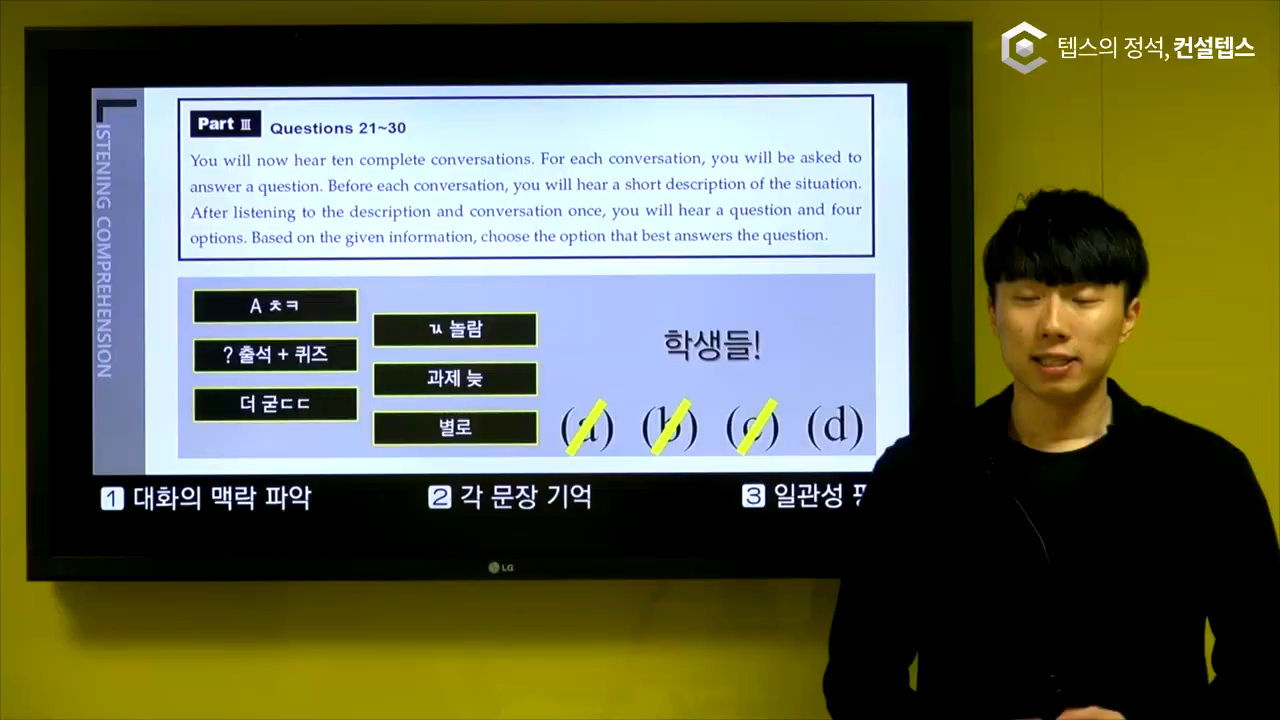 텝스의 정석, 컨설텝스
Part Ⅲ Questions 21~30
You will now hear ten complete conversations. For each conversation, you will be asked to
answer a question. Before each conversation, you will hear a short description of the situation.
After listening to the description and conversation once, you will hear a question and four
options. Based on the given information, choose the option that best answers the question.
LISTENING COMPREHENSION
A ㅊㅋ
? 출석 + 퀴즈
더 굳ㄷㄷ
ㄴㄴ 놀람
과제 늦
별로
학생들!
(a) (b) (c) (d)
1 대화의 맥락 파악
2 각 문장 기억
3 일관성
LG